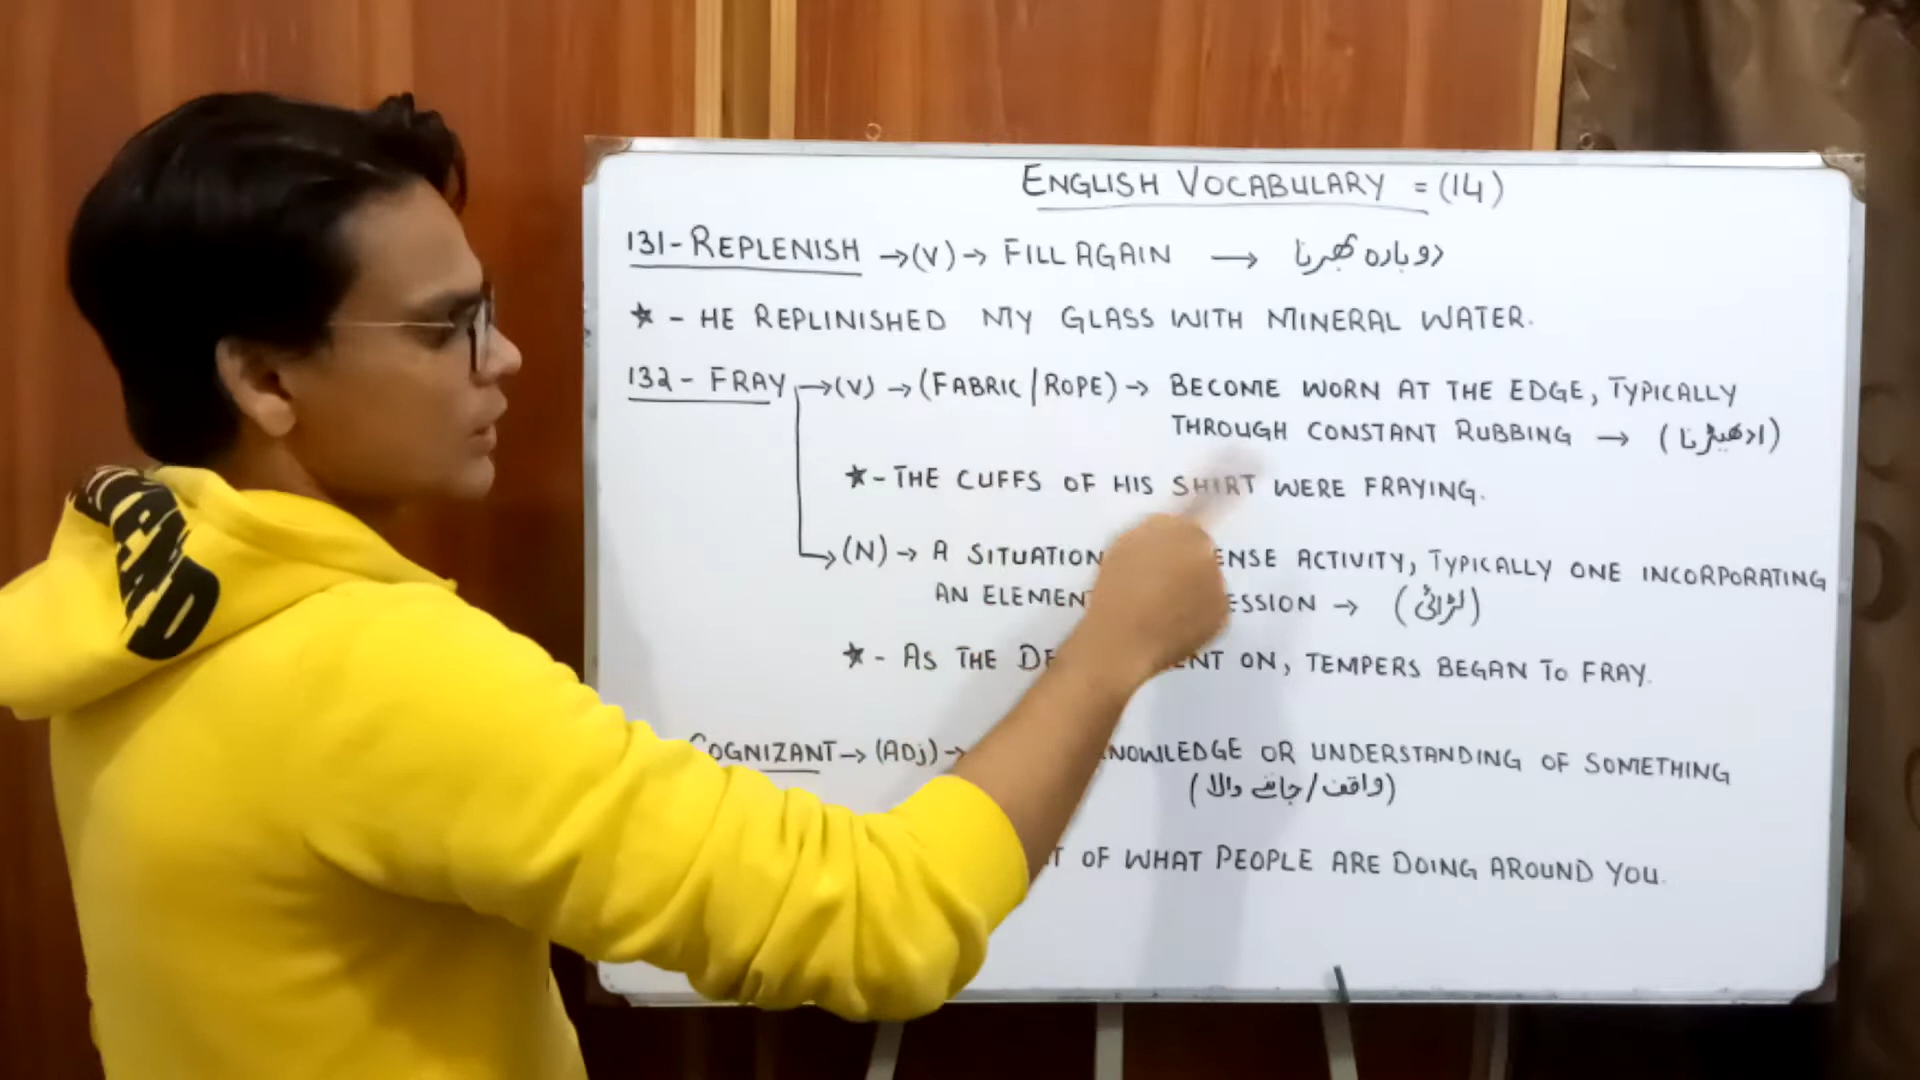 ENGLISH VOCABULARY = (14)
131- REPLENISH → (V) → FILL AGAIN → دوبارہ بھرنا
★ - HE REPLINISHED MY GLASS WITH MINERAL WATER.
132 - FRAY → (V) → (FABRIC / ROPE) → BECOME WORN AT THE EDGE, TYPICALLY
THROUGH CONSTANT RUBBING → (ادھیڑنا)
★ - THE CUFFS OF HIS SHIRT WERE FRAYING.
→ (N) → A SITUATION ENSE ACTIVITY, TYPICALLY ONE INCORPORATING
AN ELEMEN ESSION → (لڑائی)
★ - AS THE DE ENT ON, TEMPERS BEGAN TO FRAY.
COGNIZANT → (ADJ) → NOWLEDGE OR UNDERSTANDING OF SOMETHING
(واقف / جاننے والا)
T OF WHAT PEOPLE ARE DOING AROUND YOU.